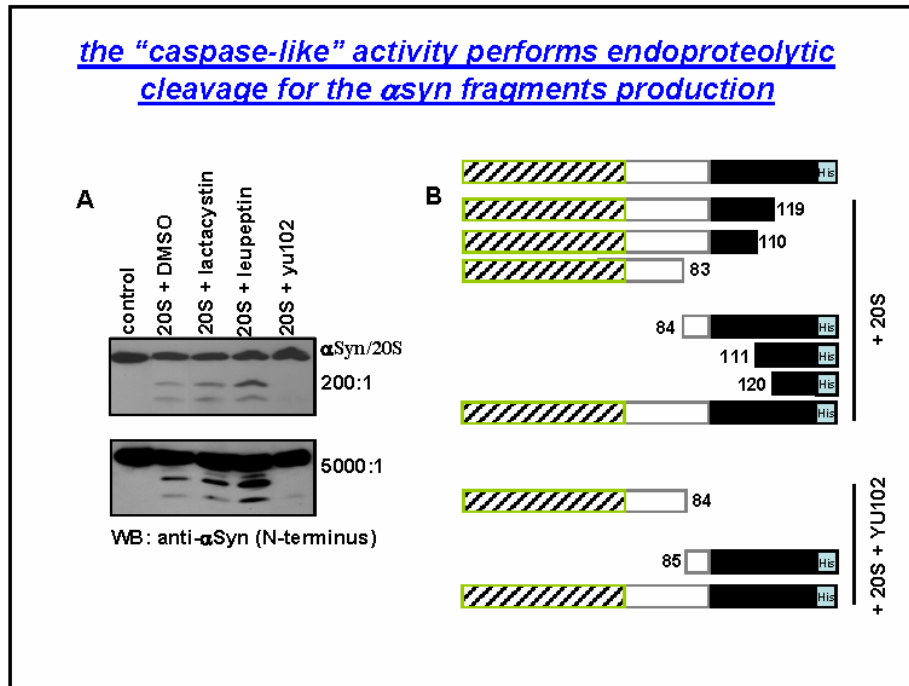 the “caspase-like” activity performs endoproteolytic
cleavage for the αsyn fragments production
A
control
20S + DMSO
20S + lactacystin
20S + leupeptin
20S + yu102
αSyn/20S
200:1
5000:1
WB: anti-αSyn (N-terminus)
B
His
119
110
83
84
His
111
His
120
His
His
+ 20S
84
85
His
His
+ 20S + YU102